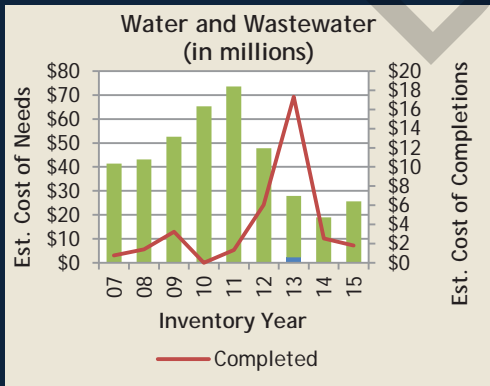 Water and Wastewater
(in millions)
Est. Cost of Needs
$80
$70
$60
$50
$40
$30
$20
$10
$0
$20
$18
$16
$14
$12
$10
$8
$6
$4
$2
$0
Est. Cost of Completions
07 08 09 10 11 12 13 14 15
Inventory Year
Completed